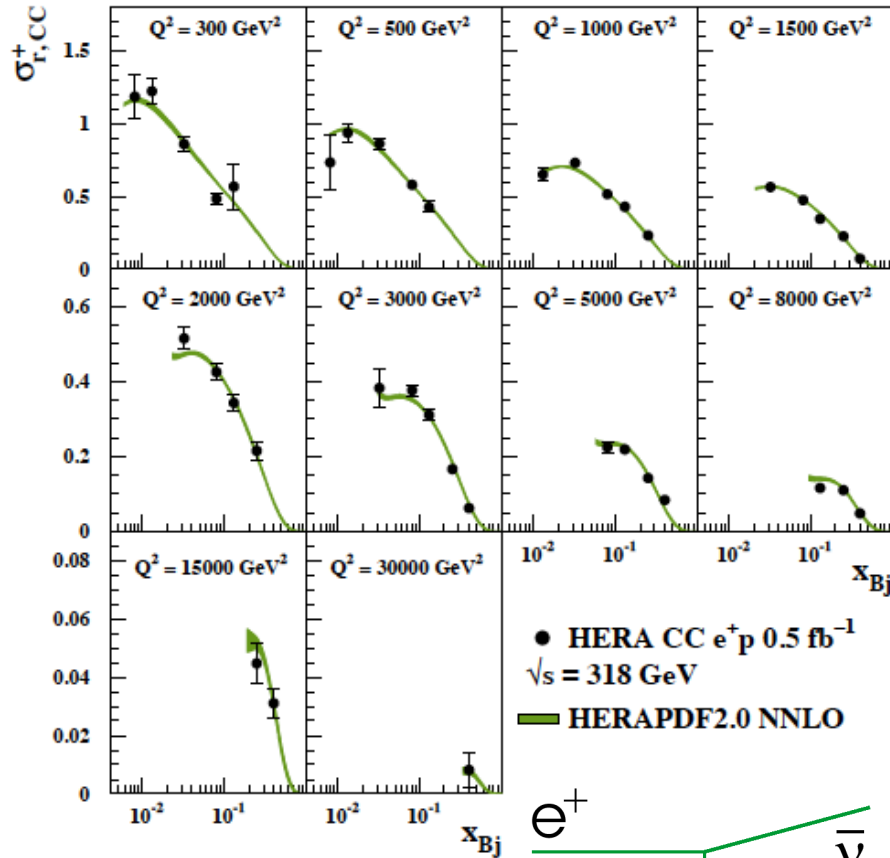 σ⁺r,CC
Q² = 300 GeV² Q² = 500 GeV² Q² = 1000 GeV² Q² = 1500 GeV²
1.5
1
0.5
0
Q² = 2000 GeV² Q² = 3000 GeV² Q² = 5000 GeV² Q² = 8000 GeV²
0.6
0.4
0.2
0
10⁻² 10⁻¹ 10⁻² 10⁻¹
xBj
Q² = 15000 GeV² Q² = 30000 GeV²
0.08
0.06
0.04
0.02
0
10⁻² 10⁻¹ 10⁻² 10⁻¹
xBj
HERA CC e⁺p 0.5 fb⁻¹
√s = 318 GeV
HERAPDF2.0 NNLO
e⁺
ν̄